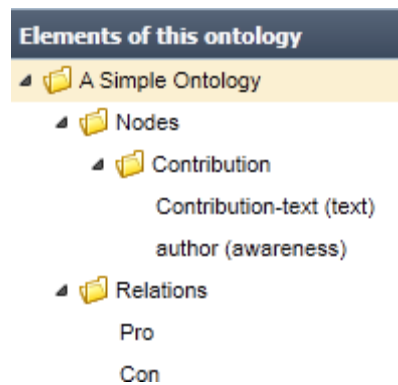 Elements of this ontology
A Simple Ontology
Nodes
Contribution
Contribution-text (text)
author (awareness)
Relations
Pro
Con